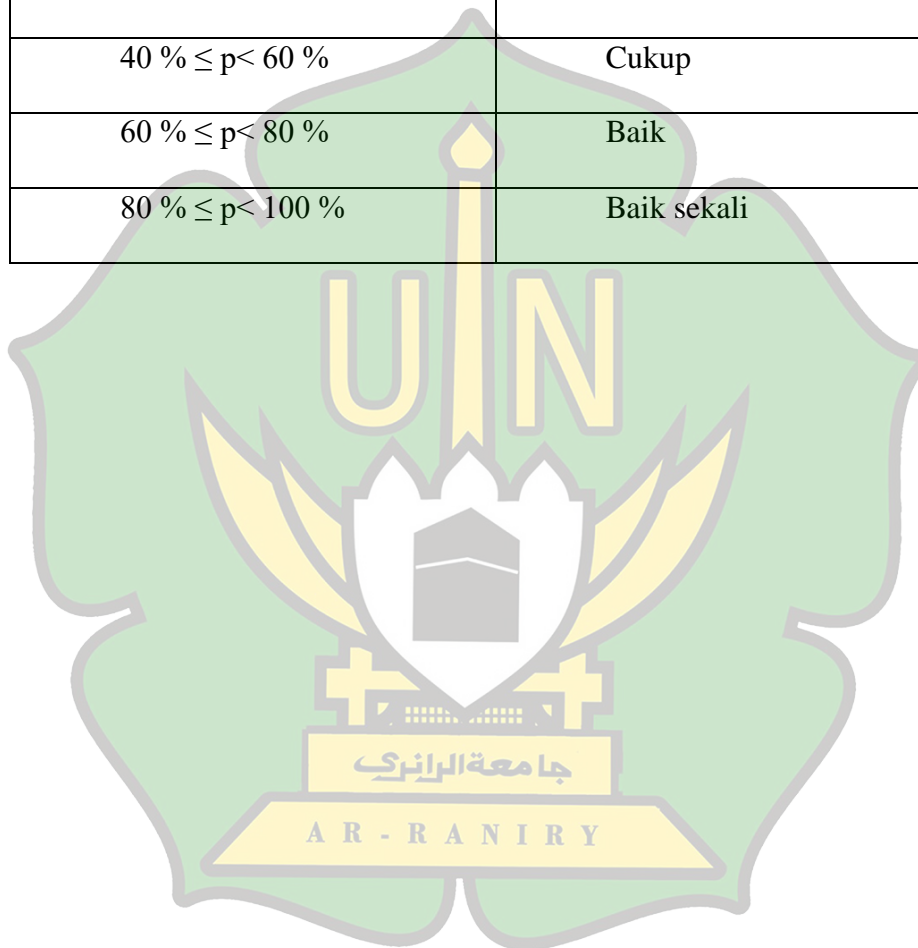 40 % ≤ p< 60 % Cukup
60 % ≤ p< 80 % Baik
80 % ≤ p< 100 % Baik sekali
UIN
جامعةالرانري
AR-RANIRY